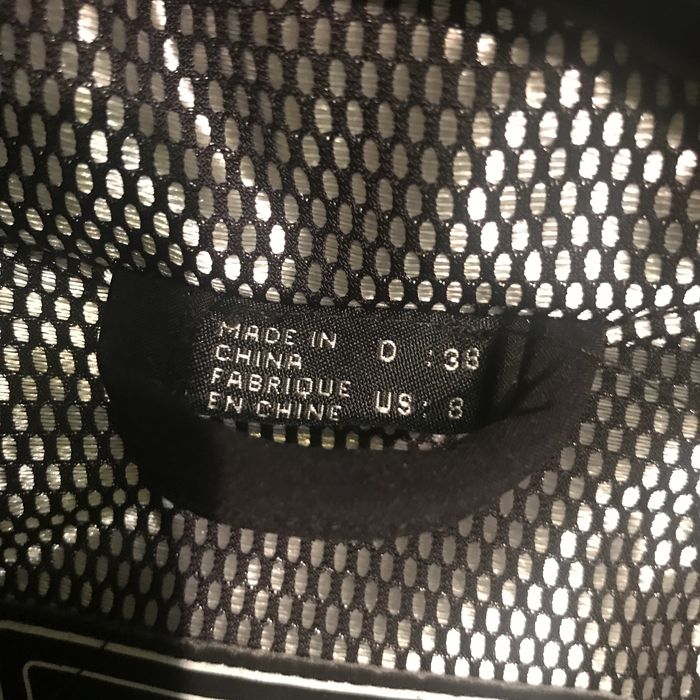 MADE IN
CHINA
FABRIQUE
EN CHINE
D : 38
US : 8